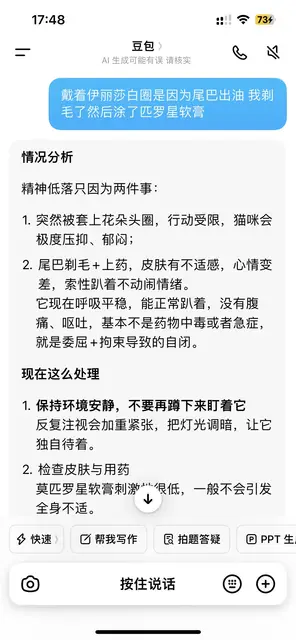 17:48
73
豆包
AI 生成可能有误 请核实
戴着伊丽莎白圈是因为尾巴出油 我剃
毛了然后涂了匹罗星软膏
情况分析
精神低落只因为两件事：
1. 突然被套上花朵头圈，行动受限，猫咪会
极度压抑、郁闷；
2. 尾巴剃毛+上药，皮肤有不适感，心情变
差，索性趴着不动闹情绪。
它现在呼吸平稳，能正常趴着，没有腹
痛、呕吐，基本不是药物中毒或者急症，
就是委屈+拘束导致的自闭。
现在这么处理
1. 保持环境安静，不要再蹲下来盯着它
反复注视会加重紧张，把灯光调暗，让它
独自待着。
2. 检查皮肤与用药
莫匹罗星软膏刺激性很低，一般不会引发
全身不适。
快速
帮我写作
拍题答疑
PPT 生
按住说话